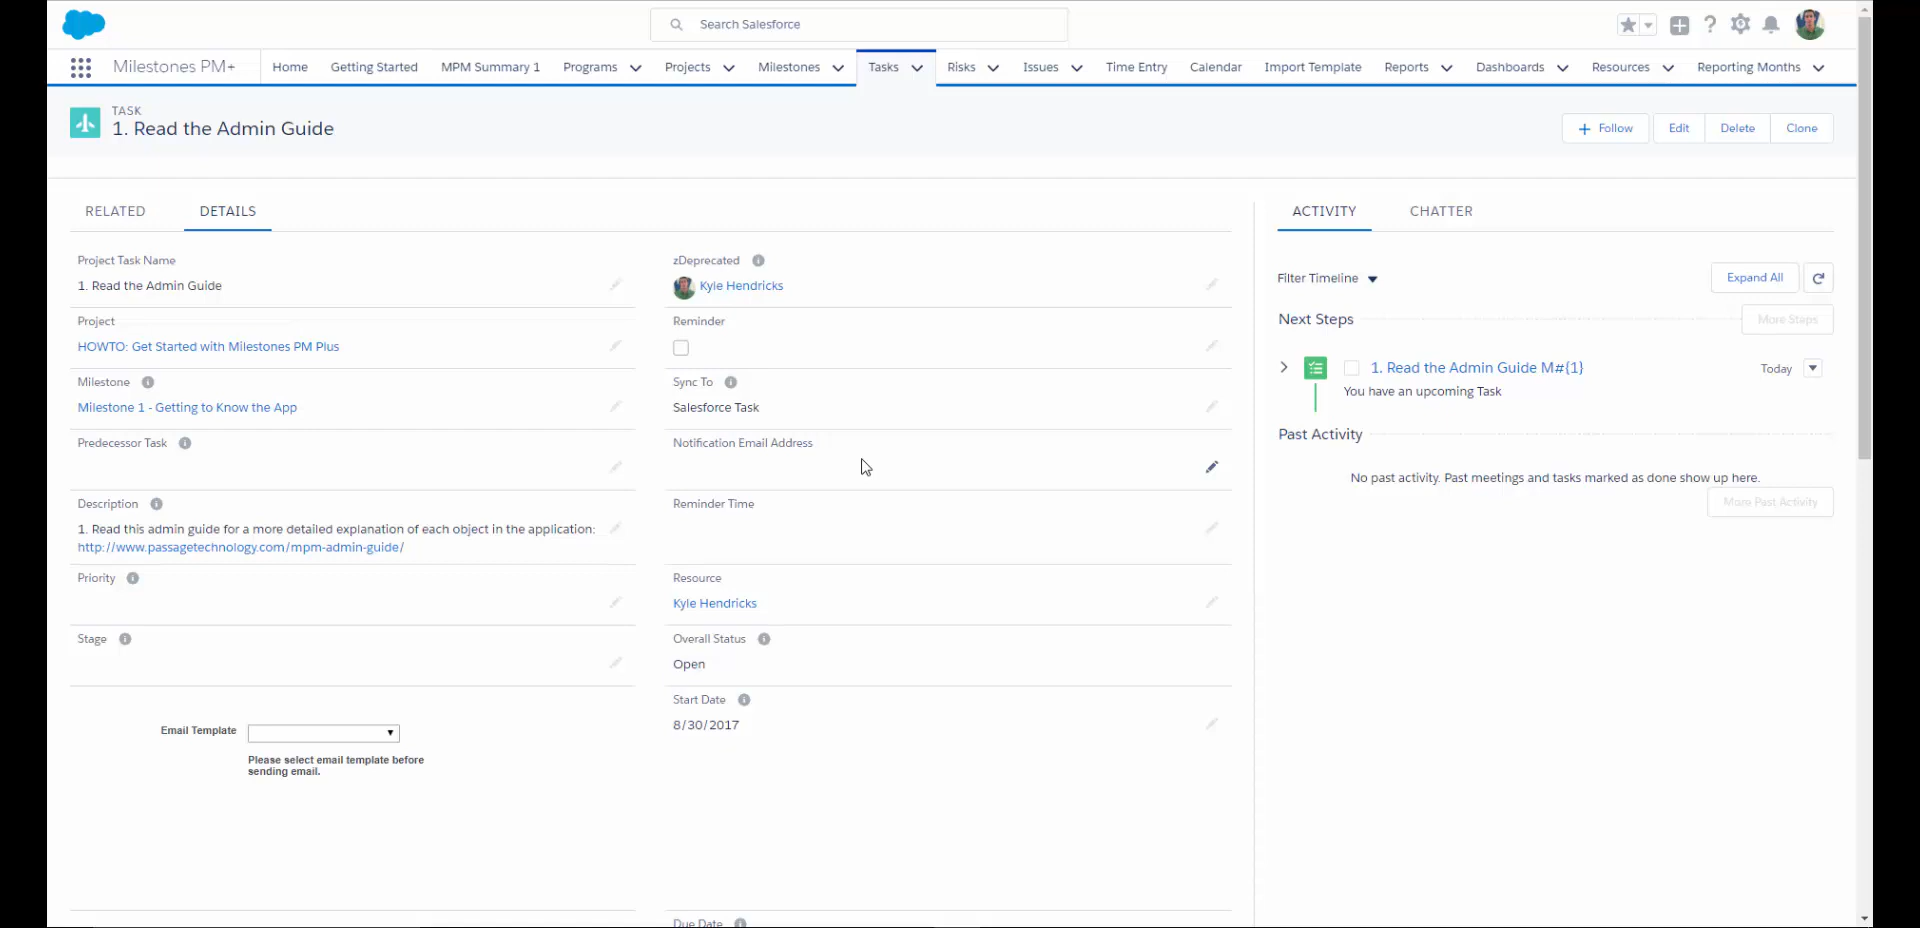 Search Salesforce
Milestones PM+
Home
Getting Started
MPM Summary 1
Programs
Projects
Milestones
Tasks
Risks
Issues
Time Entry
Calendar
Import Template
Reports
Dashboards
Resources
Reporting Months
TASK
1. Read the Admin Guide
+ Follow
Edit
Delete
Clone
RELATED
DETAILS
Project Task Name
1. Read the Admin Guide
Project
HOWTO: Get Started with Milestones PM Plus
Milestone
Milestone 1 - Getting to Know the App
Predecessor Task
Description
1. Read this admin guide for a more detailed explanation of each object in the application:
http://www.passagetechnology.com/mpm-admin-guide/
Priority
Stage
Email Template
Please select email template before
sending email.
zDeprecated
Kyle Hendricks
Reminder
Sync To
Salesforce Task
Notification Email Address
Reminder Time
Resource
Kyle Hendricks
Overall Status
Open
Start Date
8/30/2017
Due Date
ACTIVITY
CHATTER
Filter Timeline
Expand All
Next Steps
More Steps
1. Read the Admin Guide M#{1}
Today
You have an upcoming Task
Past Activity
No past activity. Past meetings and tasks marked as done show up here.
More Past Activity